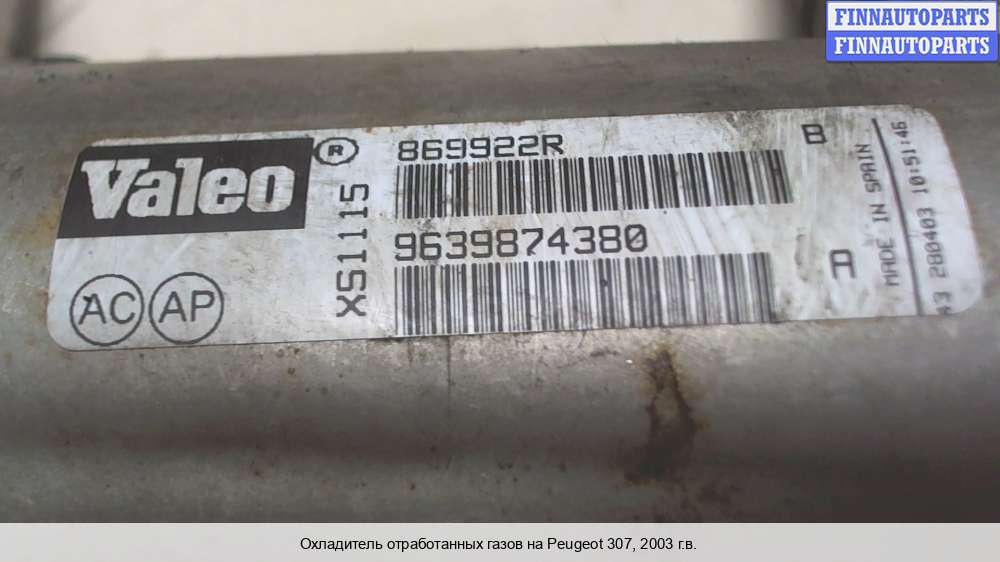 FINNAUTOPARTS
FINNAUTOPARTS
Valeo ®
XS11115
869922R
9639874380
B
A
AC AP
MADE IN SPAIN
280403 10:51:46
Охладитель отработанных газов на Peugeot 307, 2003 г.в.